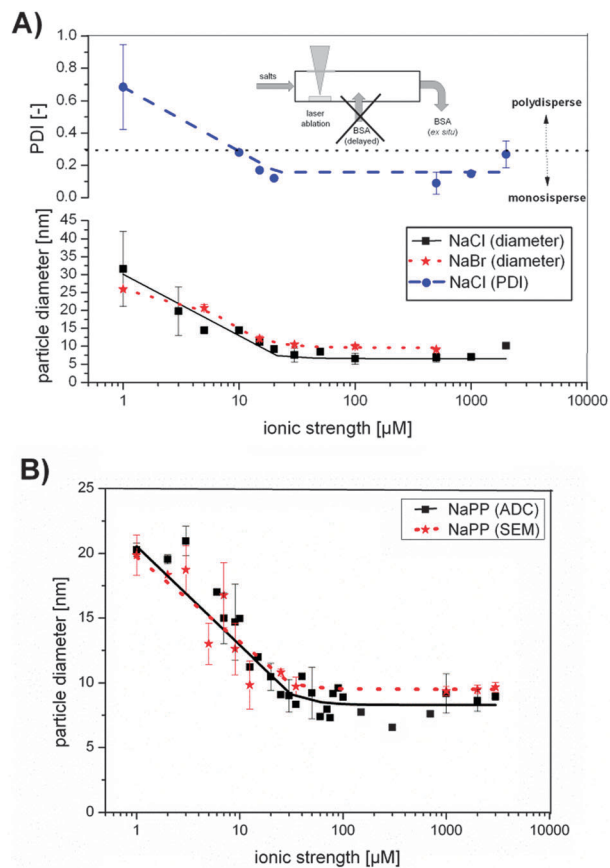 A)
1.0
0.8
0.6
0.4
0.2
0.0
PDI [-]
salts
laser
ablation
BSA
(delayed)
BSA
(ex situ)
polydisperse
monosisperse
45
40
35
30
25
20
15
10
5
0
particle diameter [nm]
NaCl (diameter)
NaBr (diameter)
NaCl (PDI)
1 10 100 1000 10000
ionic strength [µM]
B)
25
20
15
10
5
0
particle diameter [nm]
NaPP (ADC)
NaPP (SEM)
1 10 100 1000 10000
ionic strength [µM]